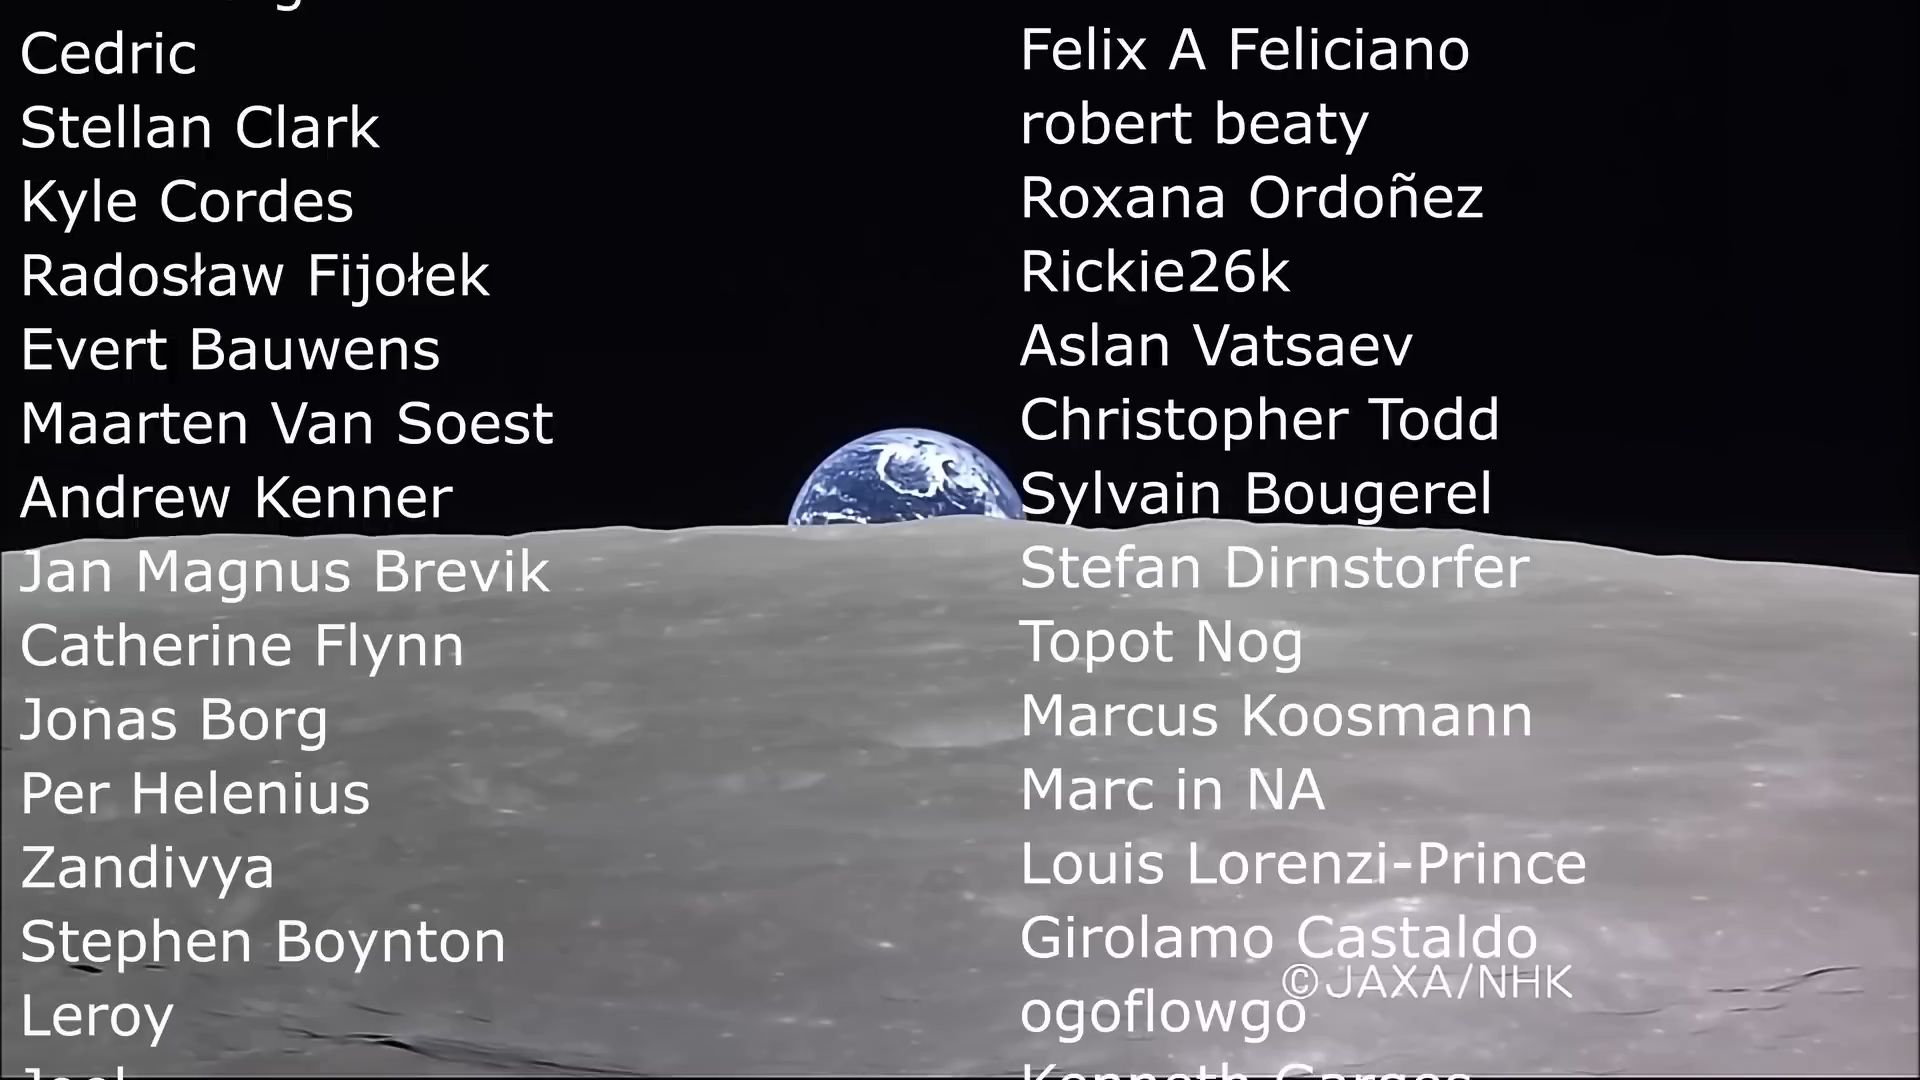 Cedric
Stellan Clark
Kyle Cordes
Radosław Fijołek
Evert Bauwens
Maarten Van Soest
Andrew Kenner
Jan Magnus Brevik
Catherine Flynn
Jonas Borg
Per Helenius
Zandivya
Stephen Boynton
Leroy
Felix A Feliciano
robert beaty
Roxana Ordoñez
Rickie26k
Aslan Vatsaev
Christopher Todd
Sylvain Bougerel
Stefan Dirnstorfer
Topot Nog
Marcus Koosmann
Marc in NA
Louis Lorenzi-Prince
Girolamo Castaldo
©JAXA/NHK
ogoflowgo